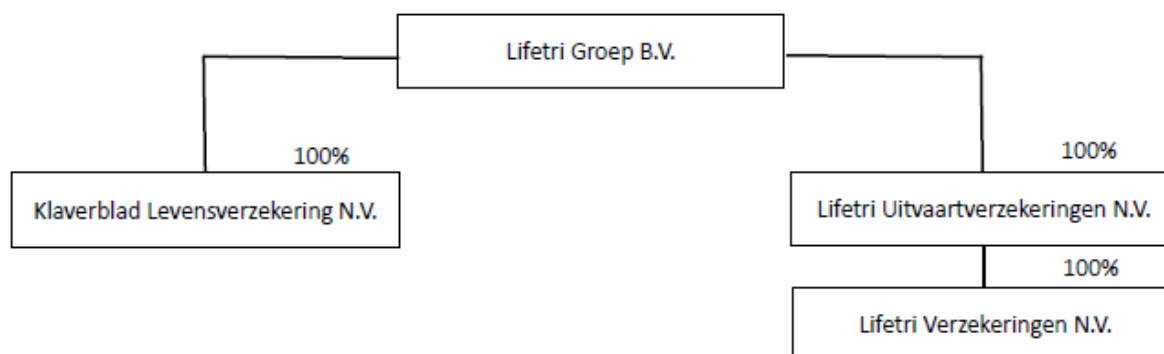 Lifetri Groep B.V.
100%
100%
Klaverblad Levensverzekering N.V.
Lifetri Uitvaartverzekeringen N.V.
100%
Lifetri Verzekeringen N.V.